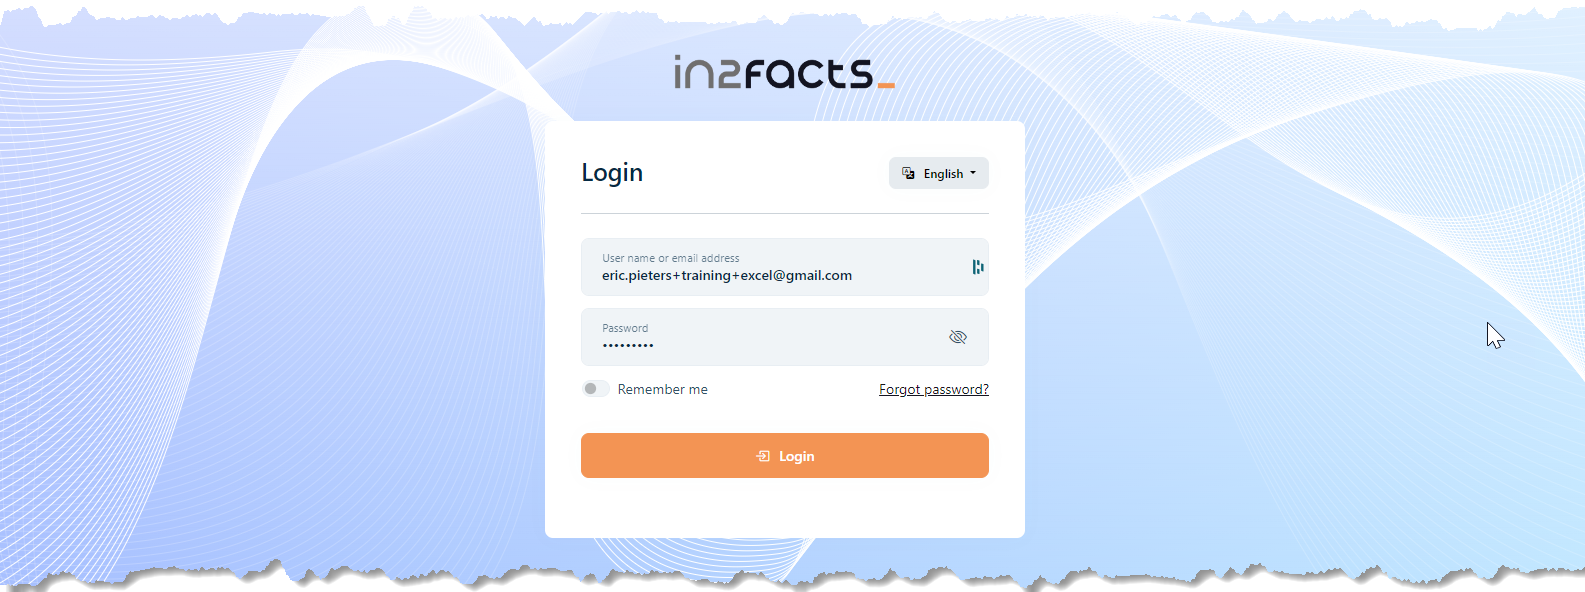 in2facts_
Login
English
User name or email address
eric.pieters+training+excel@gmail.com
Password
•••••••••
Remember me
Forgot password?
Login